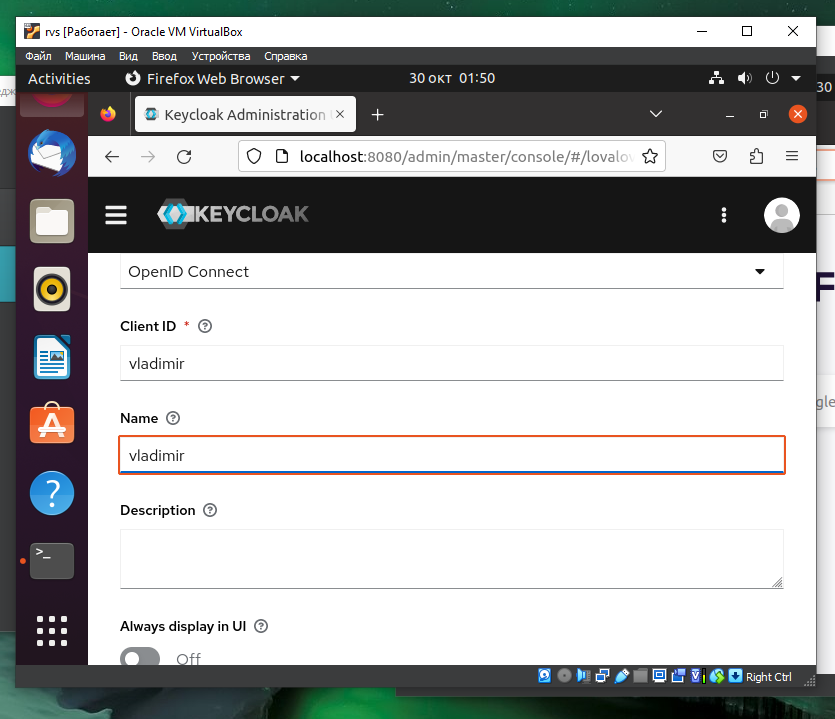 rvs [Работает] - Oracle VM VirtualBox
Файл Машина Вид Ввод Устройства Справка
Activities Firefox Web Browser 30 окт 01:50
30
Keycloak Administration
localhost:8080/admin/master/console/#/lovalov
KEYCLOAK
OpenID Connect
Client ID * ?
vladimir
Name ?
vladimir
Description ?
Always display in UI ?
Off
Right Ctrl